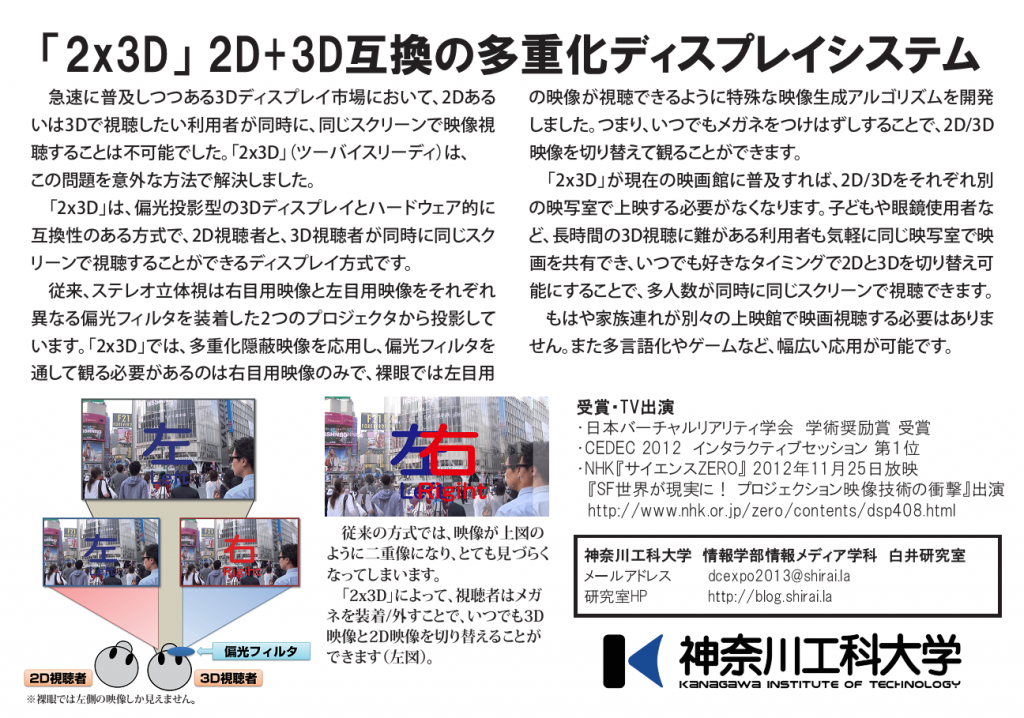 「2x3D」 2D+3D互換の多重化ディスプレイシステム
急速に普及しつつある3Dディスプレイ市場において、2Dある
いは3Dで視聴したい利用者が同時に、同じスクリーンで映像視
聴することは不可能でした。「2x3D」（ツーバイスリーディ）は、
この問題を意外な方法で解決しました。
「2x3D」は、偏光投影型の3Dディスプレイとハードウェア的に
互換性のある方式で、2D視聴者と、3D視聴者が同時に同じスク
リーンで視聴することができるディスプレイ方式です。
従来、ステレオ立体視は右目用映像と左目用映像をそれぞれ
異なる偏光フィルタを装着した2つのプロジェクタから投影して
います。「2x3D」では、多重化隠蔽映像を応用し、偏光フィルタを
通して観る必要があるのは右目用映像のみで、裸眼では左目用
の映像が視聴できるように特殊な映像生成アルゴリズムを開発
しました。つまり、いつでもメガネをつけはずしすることで、2D/3D
映像を切り替えて観ることができます。
「2x3D」が現在の映画館に普及すれば、2D/3Dをそれぞれ別
の映写室で上映する必要がなくなります。子どもや眼鏡使用者な
ど、長時間の3D視聴に難がある利用者も気軽に同じ映写室で映
画を共有でき、いつでも好きなタイミングで2Dと3Dを切り替え可
能にすることで、多人数が同時に同じスクリーンで視聴できます。
もはや家族連れが別々の上映館で映画視聴する必要はありま
せん。また多言語化やゲームなど、幅広い応用が可能です。
左
Left
左
右
Right
2D視聴者
3D視聴者
偏光フィルタ
※裸眼では左側の映像しか見えません。
左右
Right
従来の方式では、映像が上図の
ように二重像になり、とても見づらく
なってしまいます。
「2x3D」によって、視聴者はメガ
ネを装着/外すことで、いつでも3D
映像と2D映像を切り替えることが
できます（左図）。
受賞・TV出演
・日本バーチャルリアリティ学会 学術奨励賞 受賞
・CEDEC 2012 インタラクティブセッション 第1位
・NHK『サイエンスZERO』 2012年11月25日放映
『SF世界が現実に！ プロジェクション映像技術の衝撃』出演
http://www.nhk.or.jp/zero/contents/dsp408.html
神奈川工科大学 情報学部情報メディア学科 白井研究室
メールアドレス dcexpo2013@shirai.la
研究室HP http://blog.shirai.la
神奈川工科大学
KANAGAWA INSTITUTE OF TECHNOLOGY